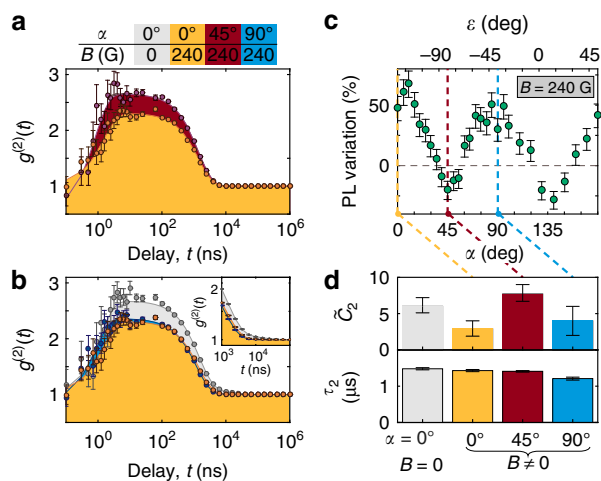 a
α 0° 0° 45° 90°
B (G) 0 240 240 240
g(2)(t)
3
2
1
10^0 10^2 10^4 10^6
Delay, t (ns)
b
g(2)(t)
3
2
1
10^0 10^2 10^4 10^6
Delay, t (ns)
g(2)(t)
2
1
10^3 10^4
t (ns)
c
ε (deg)
−90 −45 0 45
B = 240 G
PL variation (%)
50
0
0 45 90 135
α (deg)
d
C̃2
10
5
0
τ2
(μs)
1
α = 0° 0° 45° 90°
B = 0 B ≠ 0